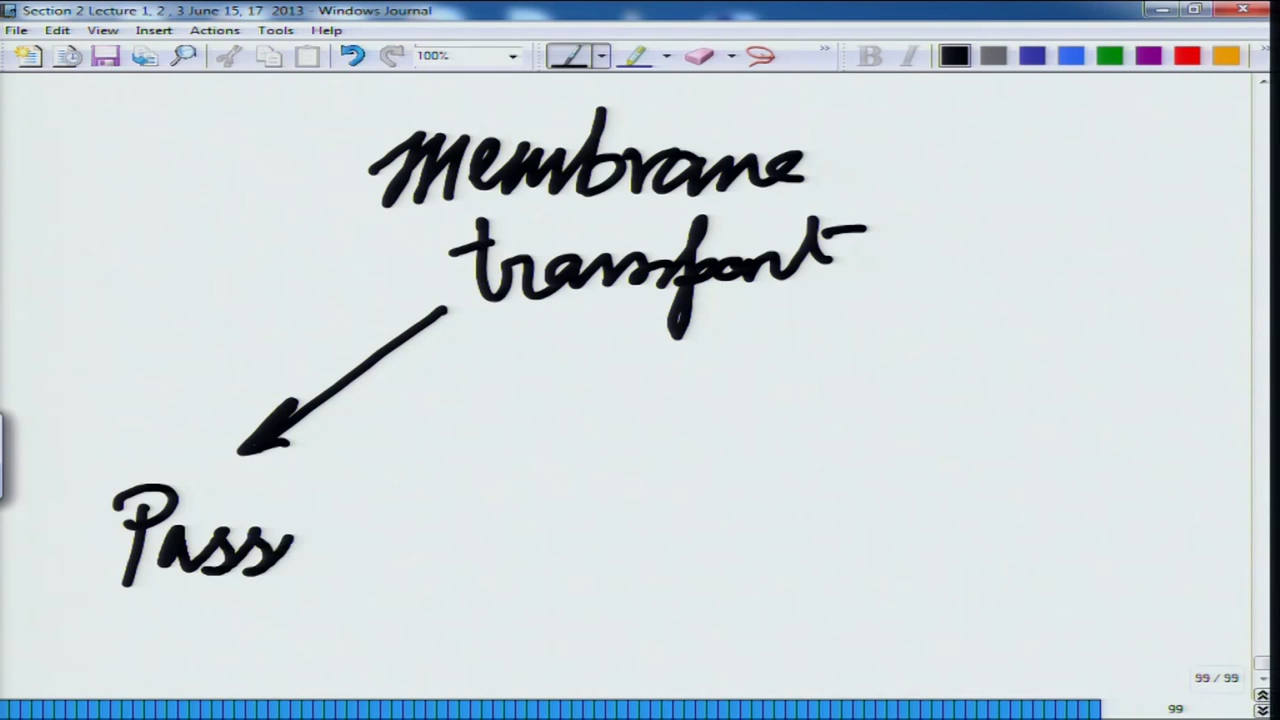 Section 2 Lecture 1, 2 , 3 June 15, 17 2013 - Windows Journal
File Edit View Insert Actions Tools Help
100% B I
Membrane
transport
Pass
99 / 99
99